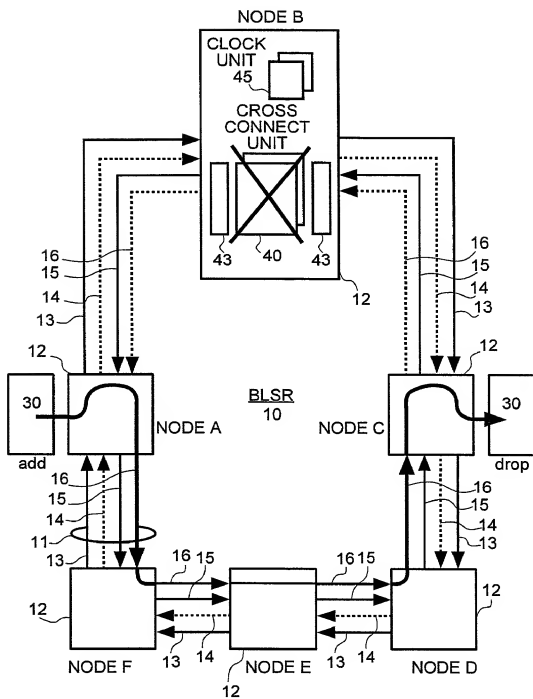 NODE B
CLOCK
UNIT
45
CROSS
CONNECT
UNIT
43 40 43
12
16
15
14
13
16
15
14
13
12
12
30
add
NODE A
BLSR
10
NODE C
30
drop
16
15
14
11
13
16
15
14
13
12
NODE F
16 15
14
13
12
NODE E
16 15
14
13
12
NODE D